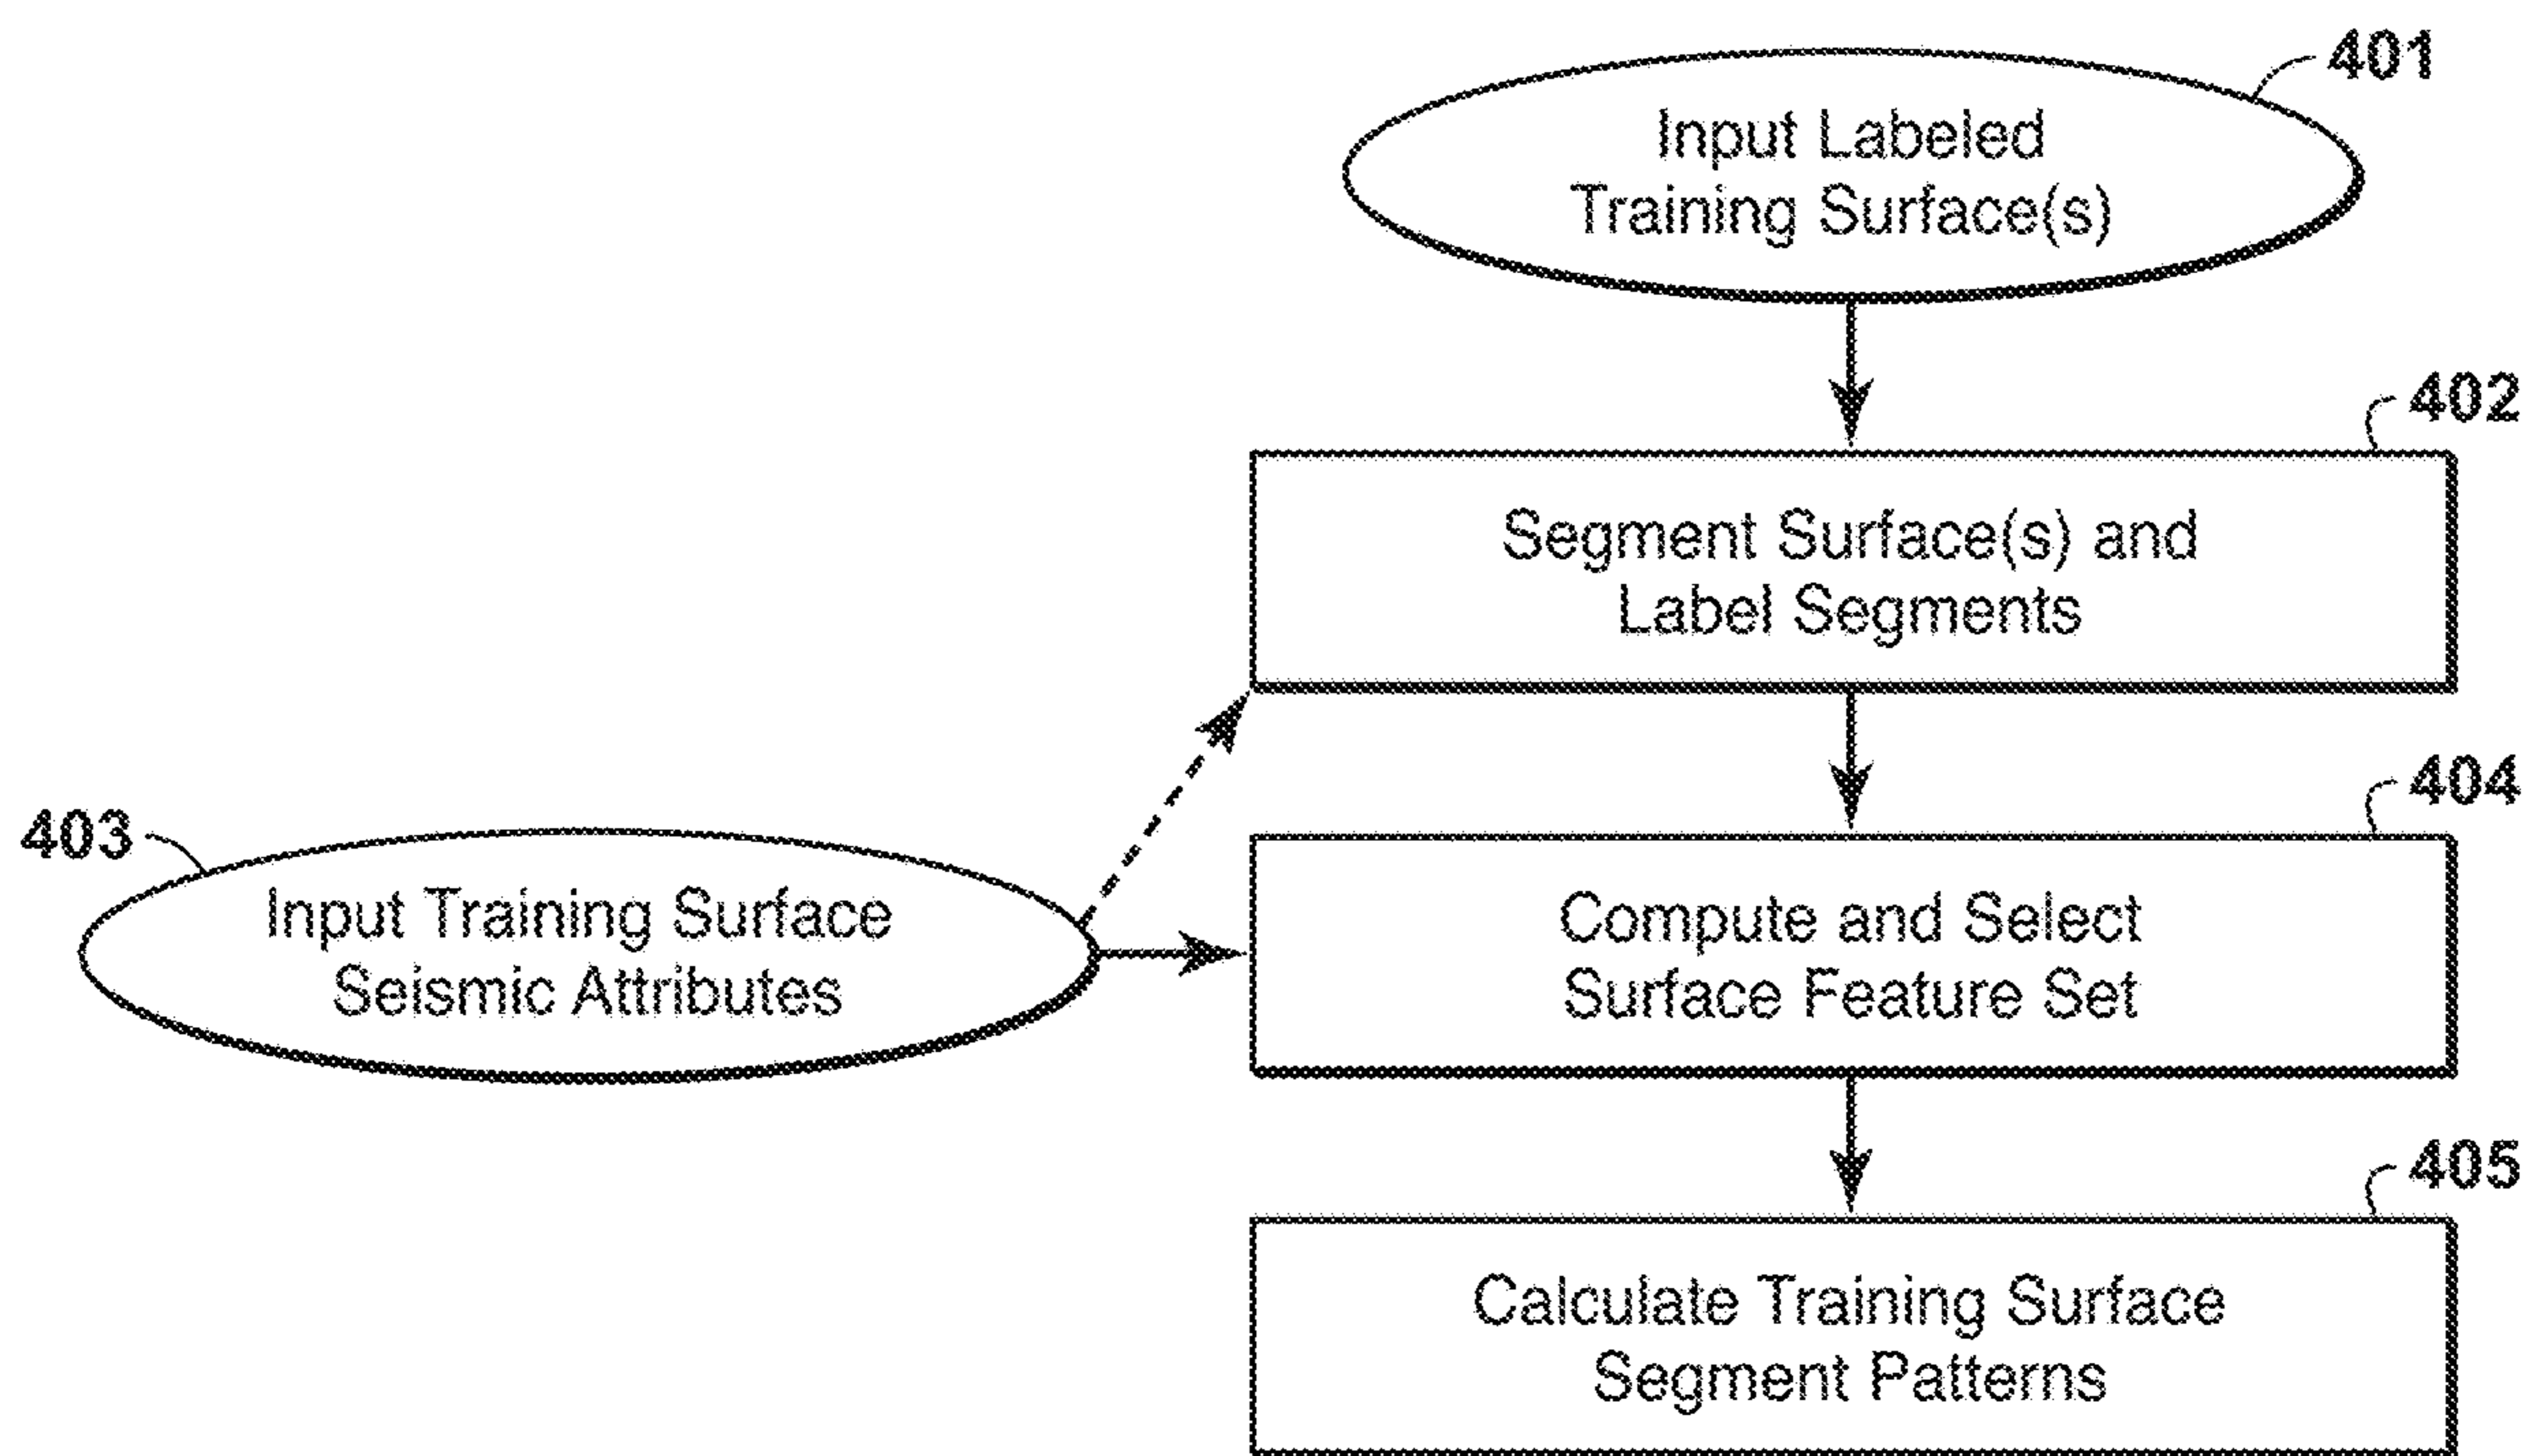 401
Input Labeled
Training Surface(s)
402
Segment Surface(s) and
Label Segments
403
Input Training Surface
Seismic Attributes
404
Compute and Select
Surface Feature Set
405
Calculate Training Surface
Segment Patterns